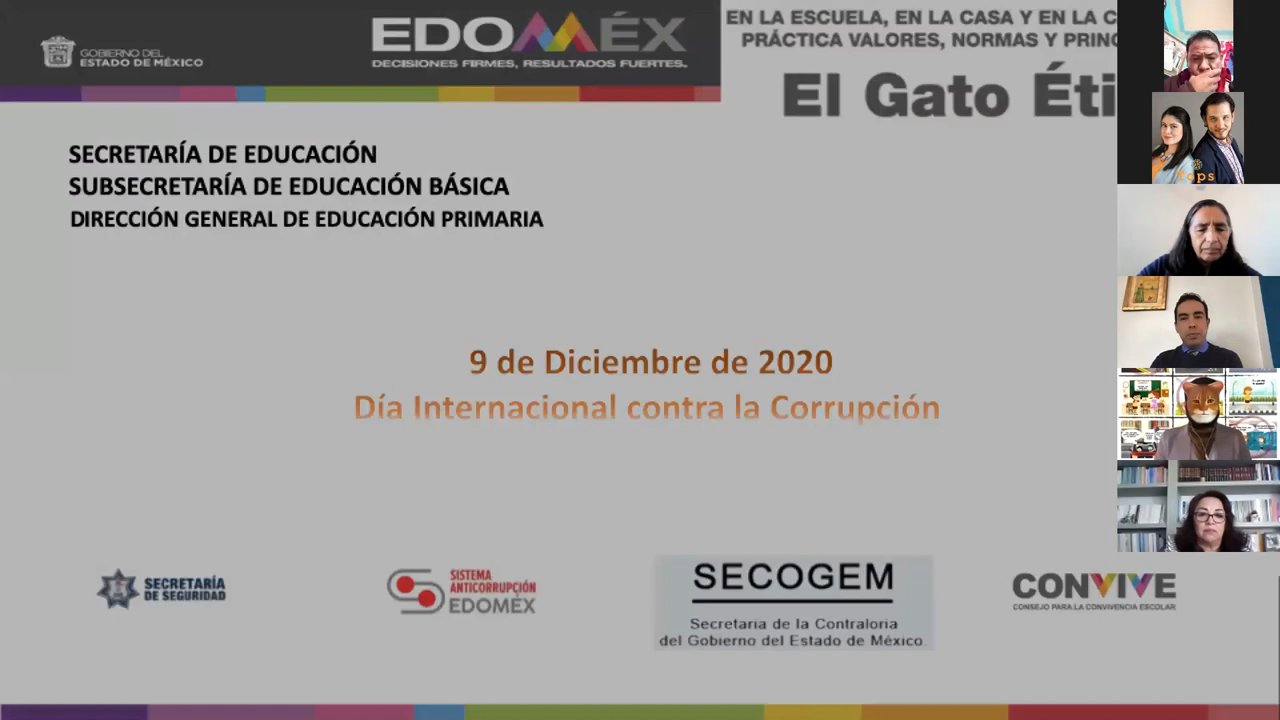 GOBIERNO DEL
ESTADO DE MÉXICO
EDOMÉX
DECISIONES FIRMES, RESULTADOS FUERTES.
EN LA ESCUELA, EN LA CASA Y EN LA C
PRÁCTICA VALORES, NORMAS Y PRINC
El Gato Éti
SECRETARÍA DE EDUCACIÓN
SUBSECRETARÍA DE EDUCACIÓN BÁSICA
DIRECCIÓN GENERAL DE EDUCACIÓN PRIMARIA
9 de Diciembre de 2020
Día Internacional contra la Corrupción
SECRETARÍA
DE SEGURIDAD
SISTEMA
ANTICORRUPCIÓN
EDOMÉX
SECOGEM
Secretaría de la Contraloría
del Gobierno del Estado de México.
CONVIVE
CONSEJO PARA LA CONVIVENCIA ESCOLAR